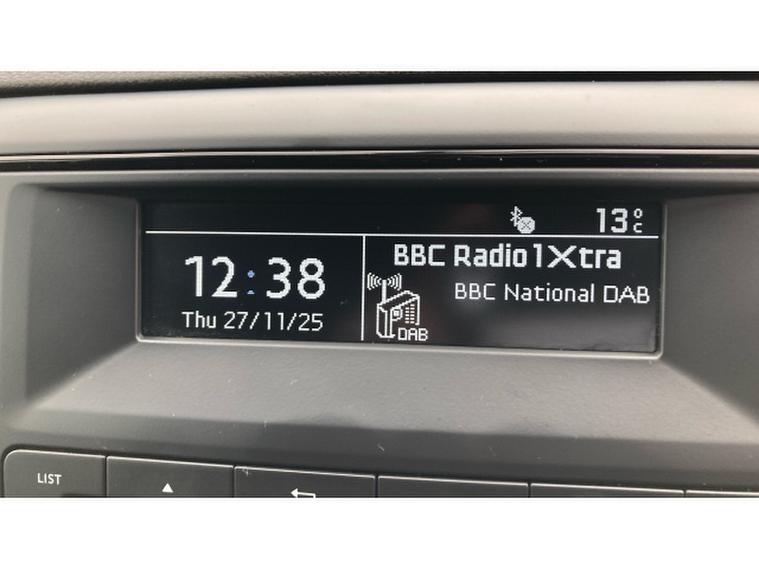 13°C
12:38
Thu 27/11/25
BBC Radio 1Xtra
BBC National DAB
DAB
LIST